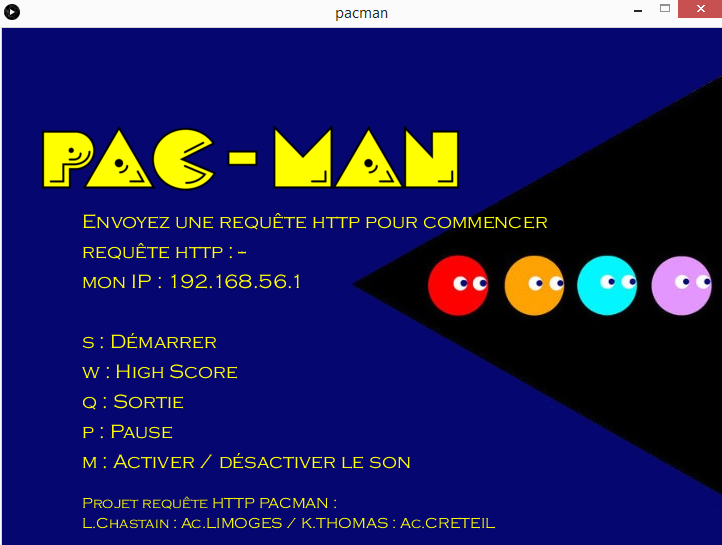 pacman
PAC-MAN
Envoyez une requête http pour commencer
requête http : -
mon IP : 192.168.56.1
s : Démarrer
w : High Score
q : Sortie
p : Pause
m : Activer / désactiver le son
Projet requête HTTP PACMAN :
L.Chastain : Ac.LIMOGES / K.THOMAS : Ac.CRETEIL